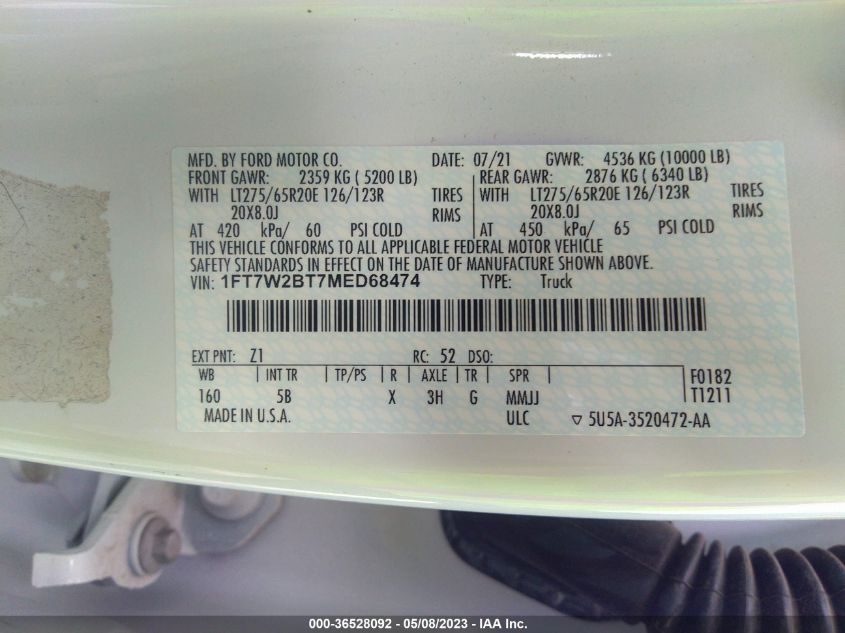 MFD. BY FORD MOTOR CO. DATE: 07/21 GVWR: 4536 KG (10000 LB)
FRONT GAWR: 2359 KG ( 5200 LB) REAR GAWR: 2876 KG ( 6340 LB)
WITH LT275/65R20E 126/123R TIRES WITH LT275/65R20E 126/123R TIRES
20X8.0J RIMS 20X8.0J RIMS
AT 420 kPa/ 60 PSI COLD AT 450 kPa/ 65 PSI COLD
THIS VEHICLE CONFORMS TO ALL APPLICABLE FEDERAL MOTOR VEHICLE
SAFETY STANDARDS IN EFFECT ON THE DATE OF MANUFACTURE SHOWN ABOVE.
VIN: 1FT7W2BT7MED68474 TYPE: Truck
EXT PNT: Z1 RC: 52 DSO:
WB INT TR TP/PS R AXLE TR SPR F0182
160 5B X 3H G MMJJ T1211
MADE IN U.S.A. ULC ▽ 5U5A-3520472-AA
000-36528092 - 05/08/2023 - IAA Inc.